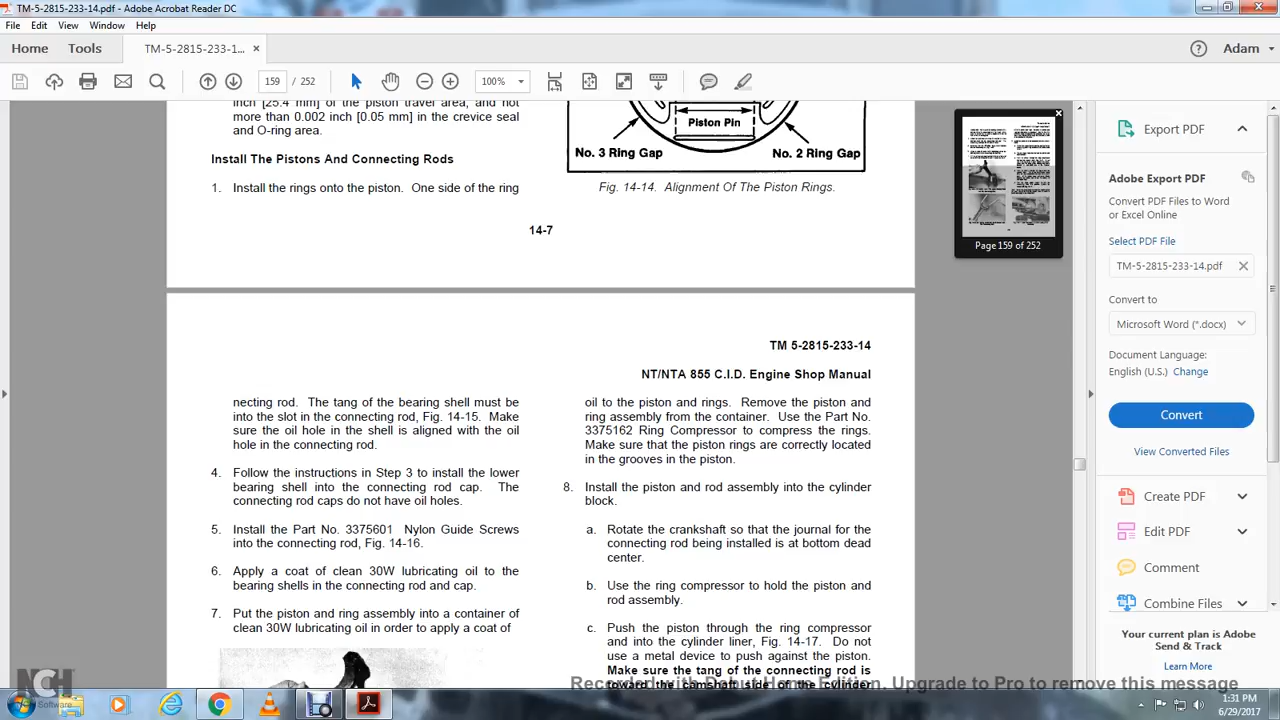 TM-5-2815-233-14.pdf - Adobe Acrobat Reader DC
File Edit View Window Help
Home Tools TM-5-2815-233-1... × Adam
159 / 252 100%
inch [25.4 mm] of the piston travel area, and not
more than 0.002 inch [0.05 mm] in the crevice seal
and O-ring area.
Install The Pistons And Connecting Rods
1. Install the rings onto the piston. One side of the ring
Piston Pin
No. 3 Ring Gap No. 2 Ring Gap
Fig. 14-14. Alignment Of The Piston Rings.
14-7
TM 5-2815-233-14
NT/NTA 855 C.I.D. Engine Shop Manual
necting rod. The tang of the bearing shell must be
into the slot in the connecting rod, Fig. 14-15. Make
sure the oil hole in the shell is aligned with the oil
hole in the connecting rod.
4. Follow the instructions in Step 3 to install the lower
bearing shell into the connecting rod cap. The
connecting rod caps do not have oil holes.
5. Install the Part No. 3375601 Nylon Guide Screws
into the connecting rod, Fig. 14-16.
6. Apply a coat of clean 30W lubricating oil to the
bearing shells in the connecting rod and cap.
7. Put the piston and ring assembly into a container of
clean 30W lubricating oil in order to apply a coat of
oil to the piston and rings. Remove the piston and
ring assembly from the container. Use the Part No.
3375162 Ring Compressor to compress the rings.
Make sure that the piston rings are correctly located
in the grooves in the piston.
8. Install the piston and rod assembly into the cylinder
block.
a. Rotate the crankshaft so that the journal for the
connecting rod being installed is at bottom dead
center.
b. Use the ring compressor to hold the piston and
rod assembly.
c. Push the piston through the ring compressor
and into the cylinder liner, Fig. 14-17. Do not
use a metal device to push against the piston.
Make sure the tang of the connecting rod is
toward the camshaft side of the cylinder
Page 159 of 252
Export PDF
Adobe Export PDF
Convert PDF Files to Word
or Excel Online
Select PDF File
TM-5-2815-233-14.pdf
Convert to
Microsoft Word (*.docx)
Document Language:
English (U.S.) Change
Convert
View Converted Files
Create PDF
Edit PDF
Comment
Combine Files
Your current plan is Adobe
Send & Track
Learn More
NCH
Software
Home Edition. Upgrade to Pro to remove this message
1:31 PM
6/29/2017